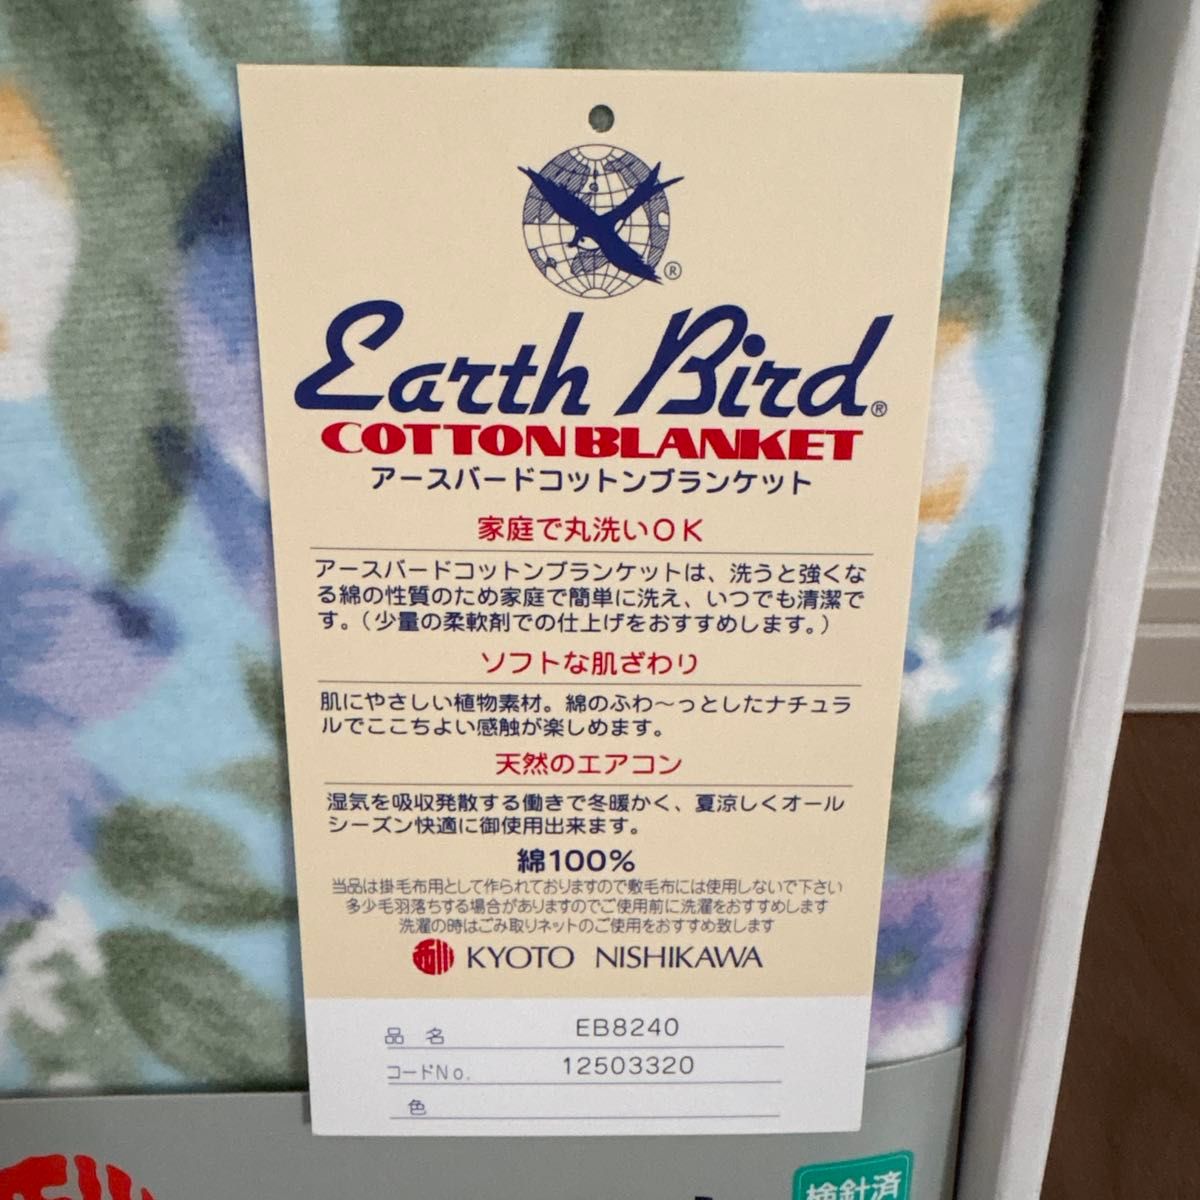 ®
Earth Bird®
COTTON BLANKET
アースバードコットンブランケット
家庭で丸洗いOK
アースバードコットンブランケットは、洗うと強くな
る綿の性質のため家庭で簡単に洗え、いつでも清潔で
す。(少量の柔軟剤での仕上げをおすすめします。)
ソフトな肌ざわり
肌にやさしい植物素材。綿のふわ～っとしたナチュラ
ルでここちよい感触が楽しめます。
天然のエアコン
湿気を吸収発散する働きで冬暖かく、夏涼しくオール
シーズン快適に御使用出来ます。
綿100%
当品は掛毛布用として作られておりますので敷毛布には使用しないで下さい
多少毛羽落ちする場合がありますのでご使用前に洗濯をおすすめします
洗濯の時はごみ取りネットのご使用をおすすめ致します
西川 KYOTO NISHIKAWA
品名 EB8240
コードNo. 12503320
色
検針済